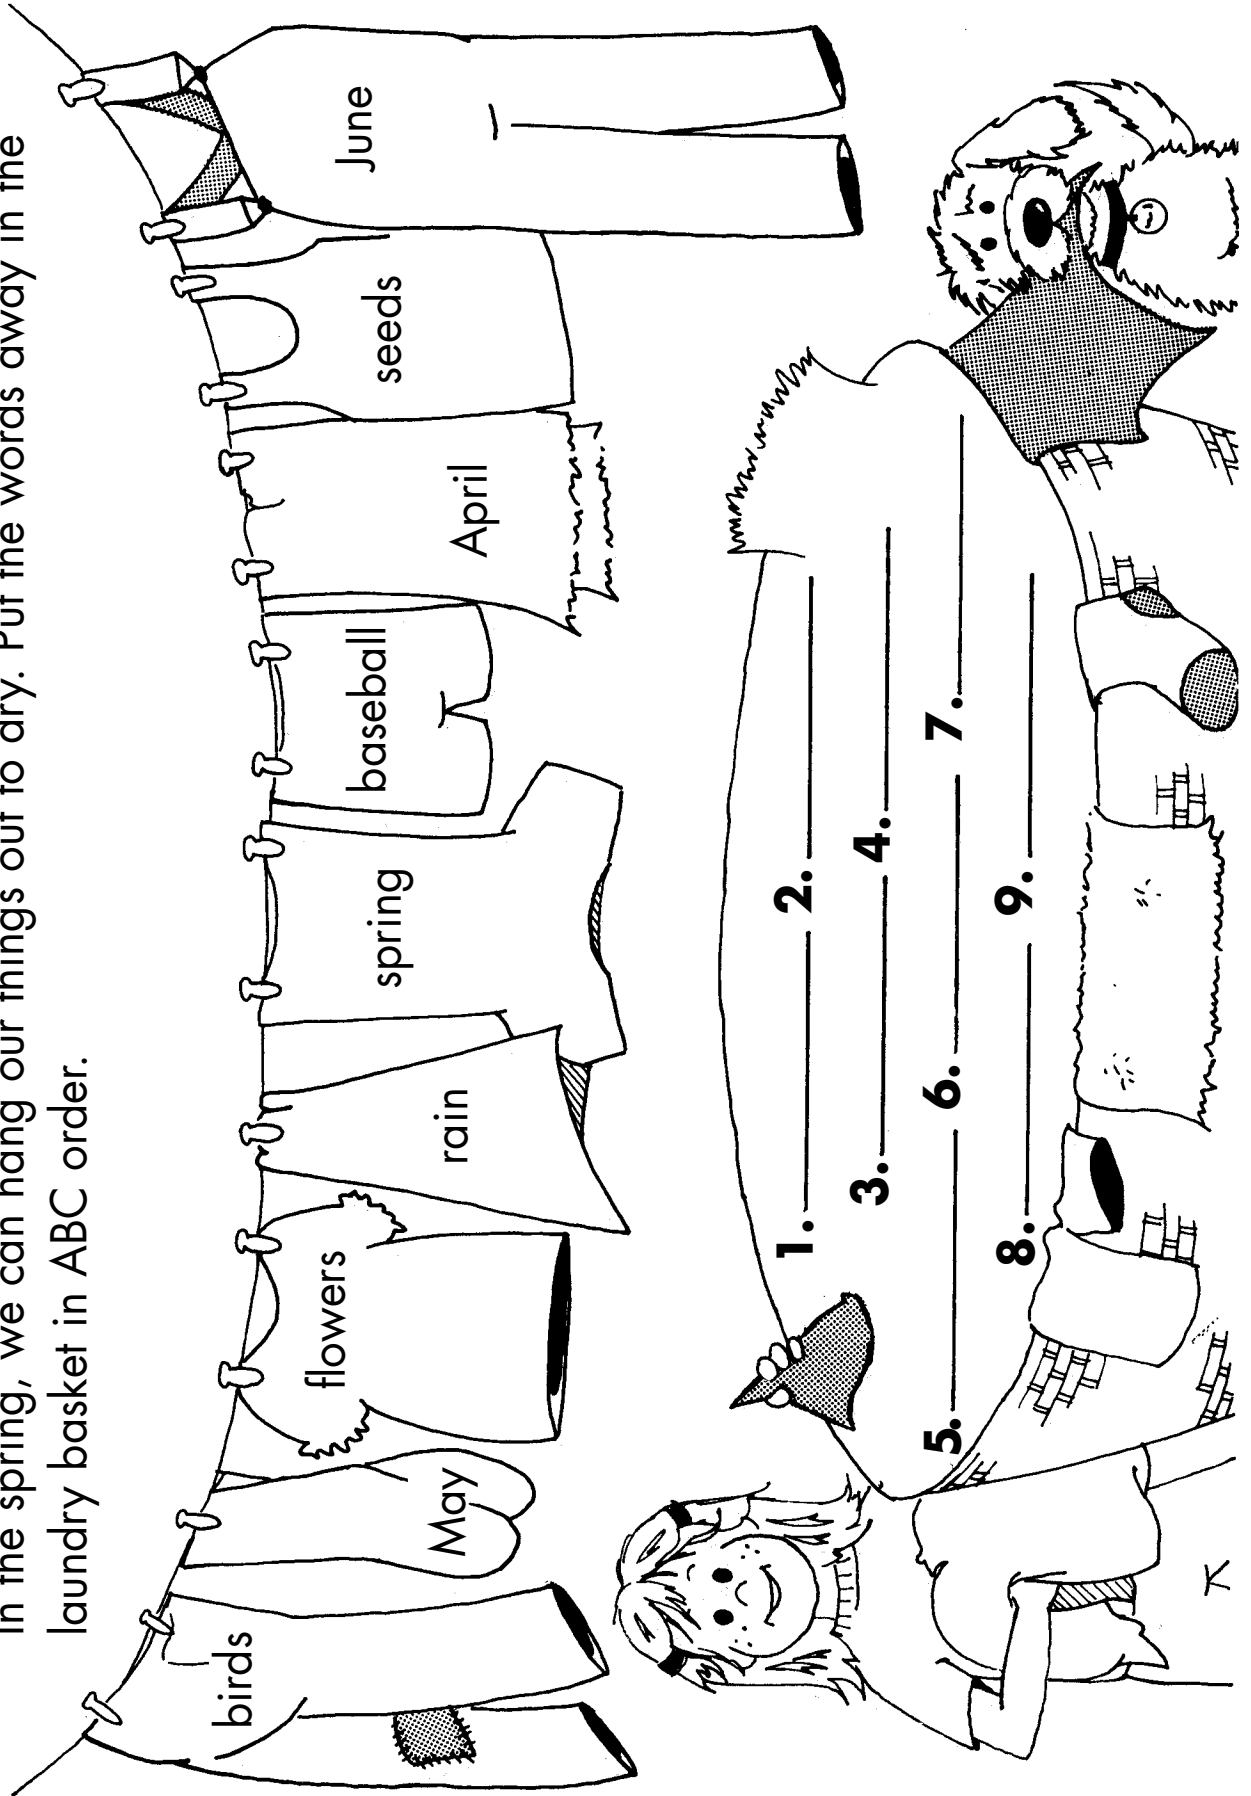 In the spring, we can hang our things out to dry. Put the words away in the
laundry basket in ABC order.
birds
May
flowers
rain
spring
baseball
April
seeds
June
1. 2.
3. 4.
5. 6. 7.
8. 9.
K